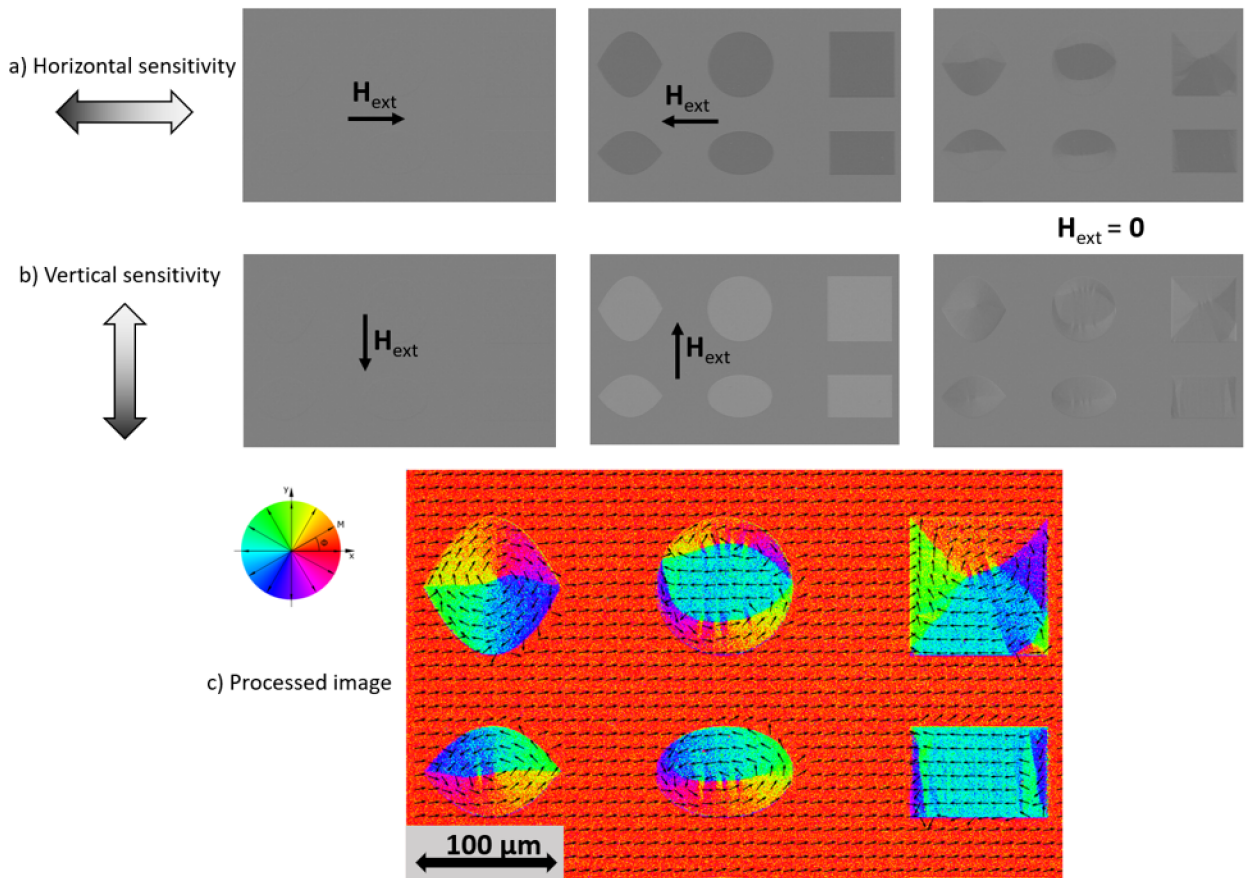 a) Horizontal sensitivity
Hext
Hext
Hext = 0
b) Vertical sensitivity
Hext
Hext
y
M
Φ
x
c) Processed image
100 µm